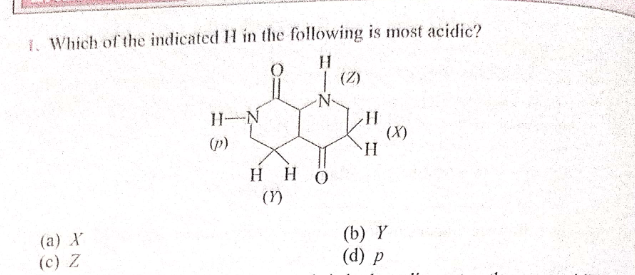 1. Which of the indicated H in the following is most acidic?
H
O (Z)
N
H—N H
(p) (X)
H
H H O
(Y)
(a) X (b) Y
(c) Z (d) p